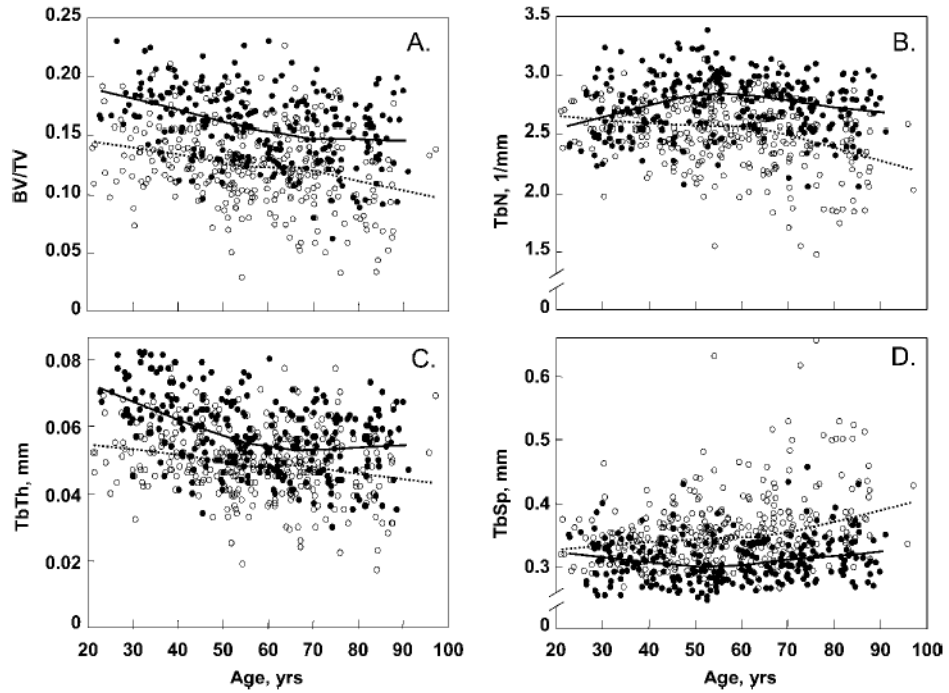 A.
0.25
0.20
0.15
0.10
0.05
0
BV/TV
B.
3.5
3.0
2.5
2.0
1.5
0
TbN, 1/mm
C.
0.08
0.06
0.04
0.02
0
TbTh, mm
20 30 40 50 60 70 80 90 100
Age, yrs
D.
0.6
0.5
0.4
0.3
0
TbSp, mm
20 30 40 50 60 70 80 90 100
Age, yrs